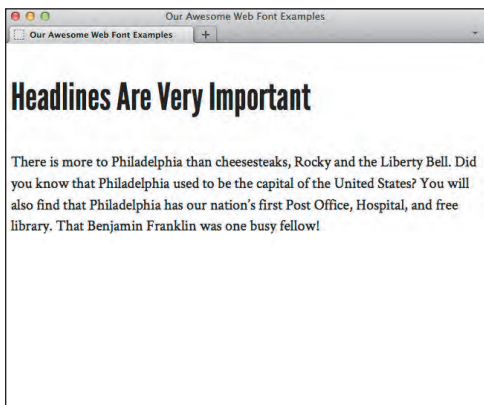 Our Awesome Web Font Examples
Our Awesome Web Font Examples
Headlines Are Very Important
There is more to Philadelphia than cheesesteaks, Rocky and the Liberty Bell. Did
you know that Philadelphia used to be the capital of the United States? You will
also find that Philadelphia has our nation's first Post Office, Hospital, and free
library. That Benjamin Franklin was one busy fellow!